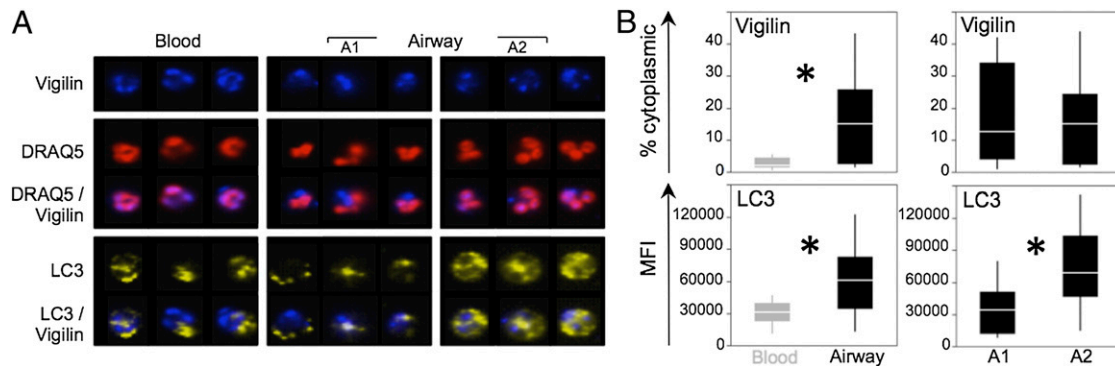 A
Blood
Airway
A1
A2
Vigilin
DRAQ5
DRAQ5 /
Vigilin
LC3
LC3 /
Vigilin
B
% cytoplasmic
Vigilin
40
30
20
10
0
*
Vigilin
40
30
20
10
0
MFI
LC3
120000
90000
60000
30000
0
*
Blood
Airway
LC3
120000
90000
60000
30000
0
*
A1
A2